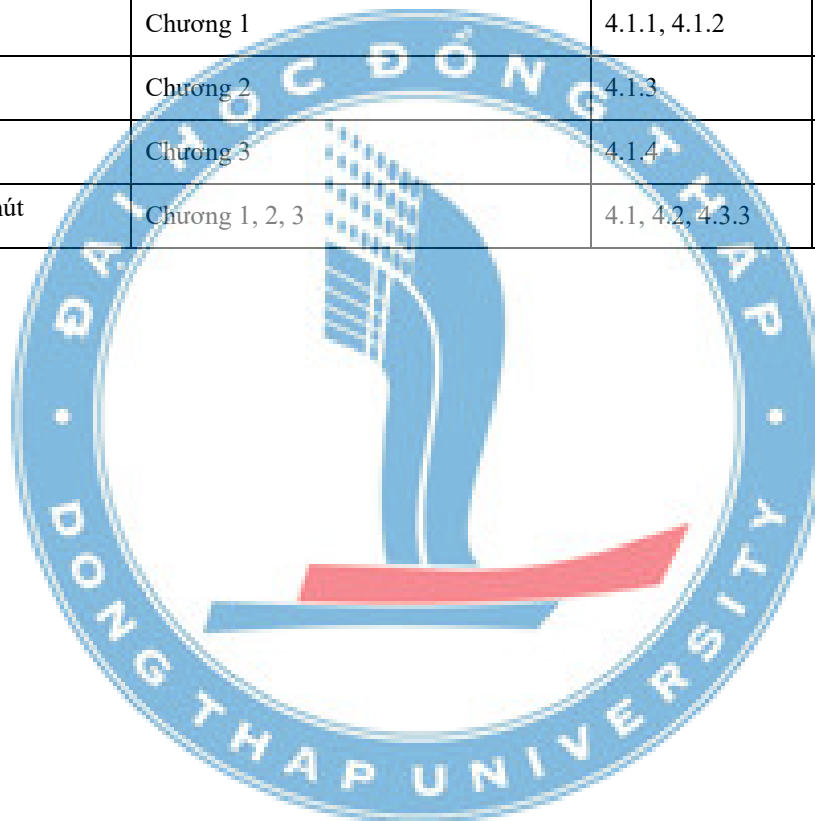 Chương 1 4.1.1, 4.1.2
Chương 2 4.1.3
Chương 3 4.1.4
Chương 1, 2, 3 4.1, 4.2, 4.3.3
ĐẠI HỌC ĐỒNG THÁP
DONG THAP UNIVERSITY